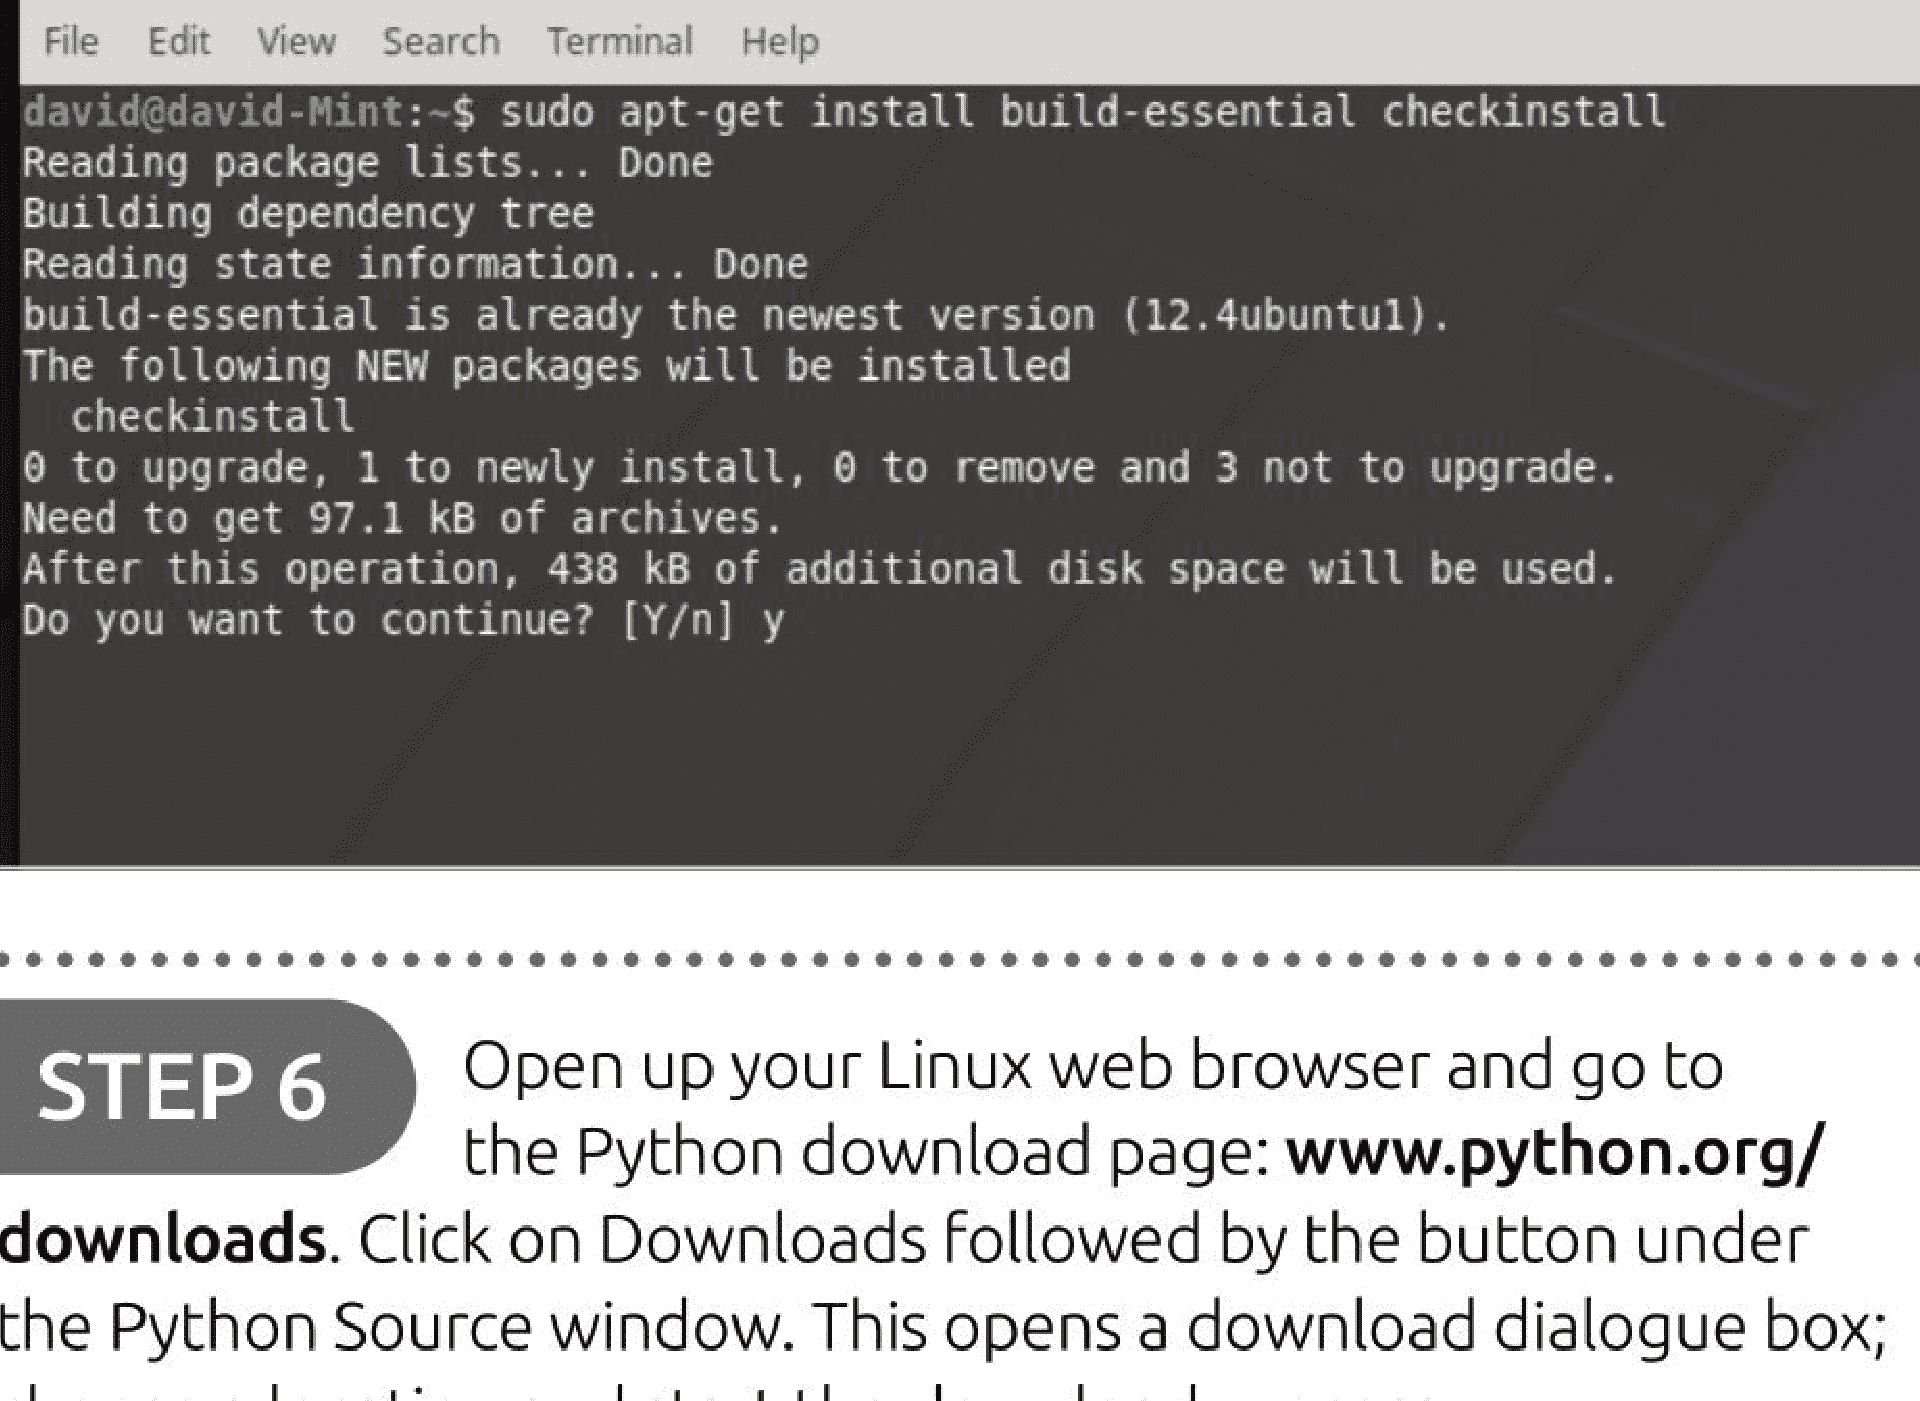 File Edit View Search Terminal Help
david@david-Mint:~$ sudo apt-get install build-essential checkinstall
Reading package lists... Done
Building dependency tree
Reading state information... Done
build-essential is already the newest version (12.4ubuntu1).
The following NEW packages will be installed
  checkinstall
0 to upgrade, 1 to newly install, 0 to remove and 3 not to upgrade.
Need to get 97.1 kB of archives.
After this operation, 438 kB of additional disk space will be used.
Do you want to continue? [Y/n] y
STEP 6
Open up your Linux web browser and go to
the Python download page: www.python.org/
downloads. Click on Downloads followed by the button under
the Python Source window. This opens a download dialogue box;